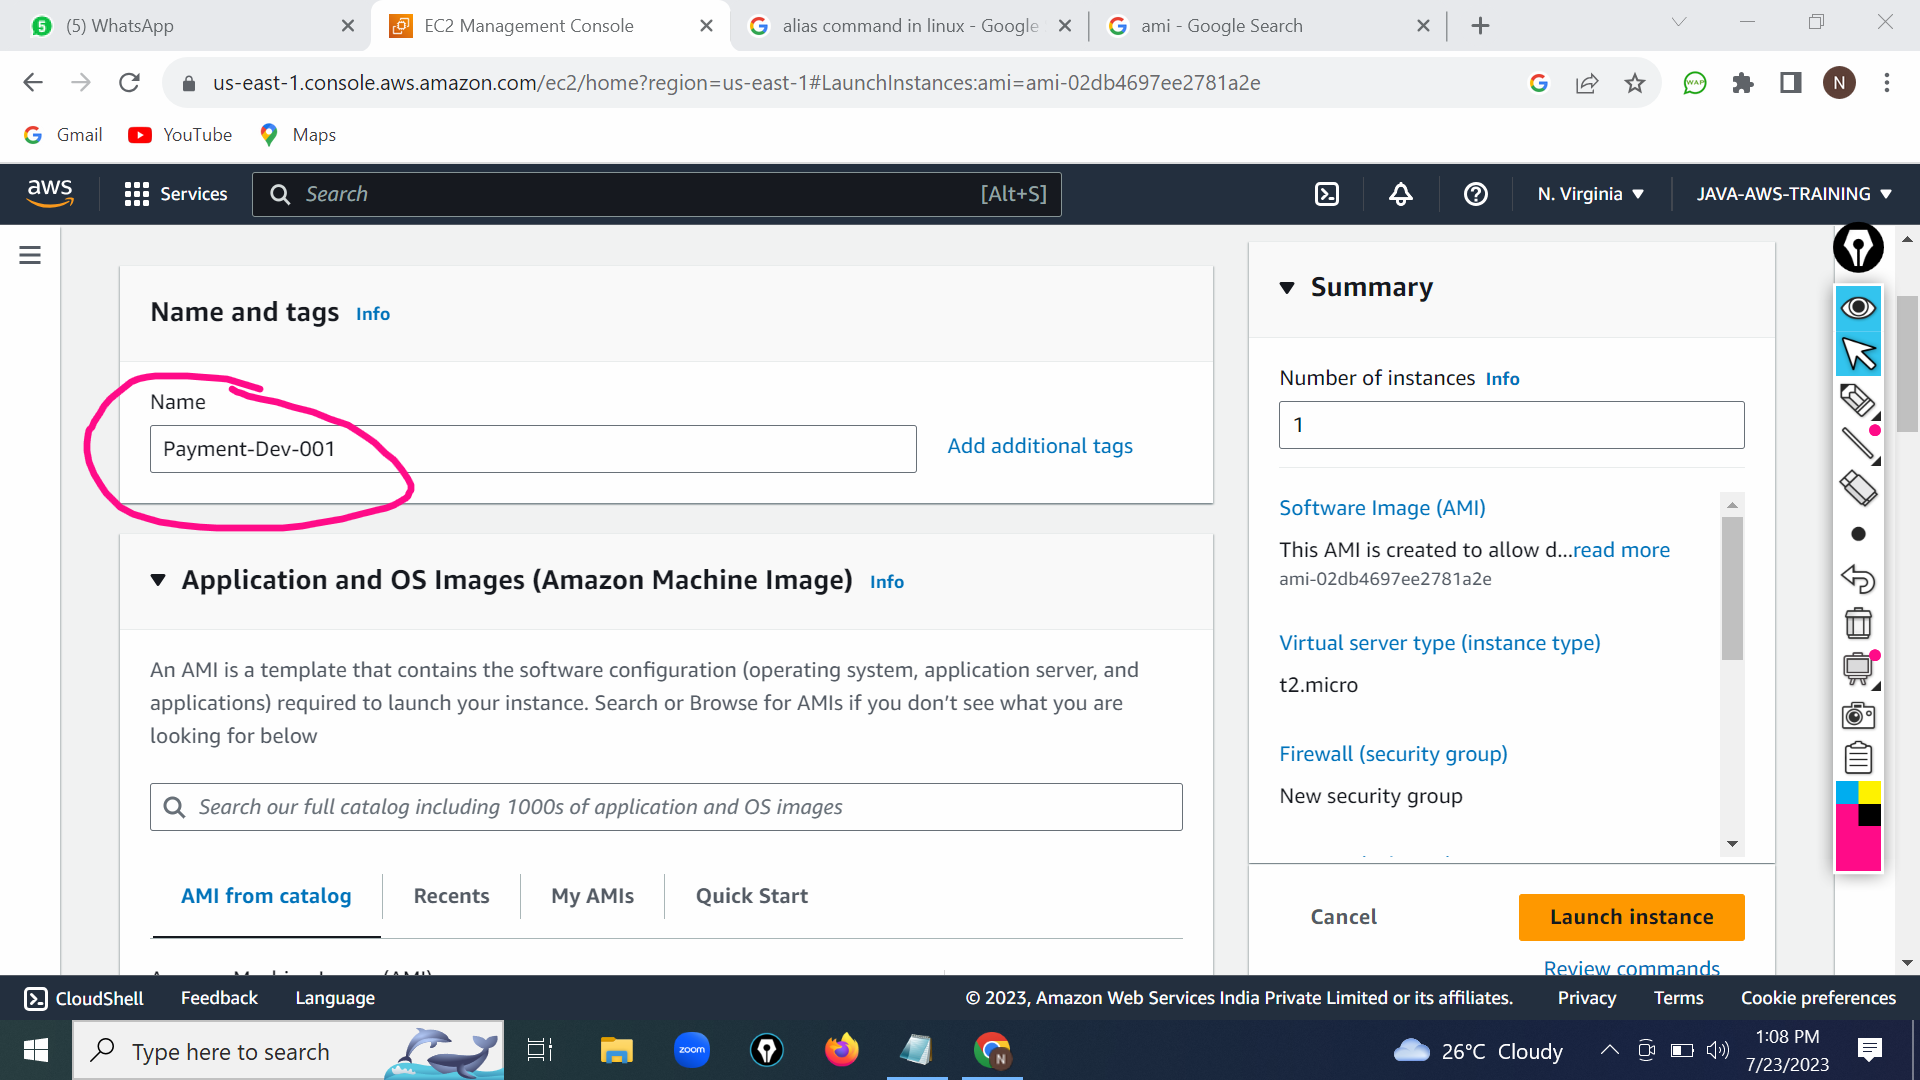 (5) WhatsApp
EC2 Management Console
alias command in linux - Google
ami - Google Search
us-east-1.console.aws.amazon.com/ec2/home?region=us-east-1#LaunchInstances:ami=ami-02db4697ee2781a2e
N
Gmail
YouTube
Maps
aws
Services
Search
[Alt+S]
N. Virginia
JAVA-AWS-TRAINING
Name and tags Info
Name
Payment-Dev-001
Add additional tags
Application and OS Images (Amazon Machine Image) Info
An AMI is a template that contains the software configuration (operating system, application server, and
applications) required to launch your instance. Search or Browse for AMIs if you don’t see what you are
looking for below
Search our full catalog including 1000s of application and OS images
AMI from catalog
Recents
My AMIs
Quick Start
Summary
Number of instances Info
1
Software Image (AMI)
This AMI is created to allow d...read more
ami-02db4697ee2781a2e
Virtual server type (instance type)
t2.micro
Firewall (security group)
New security group
Cancel
Launch instance
Review commands
CloudShell
Feedback
Language
© 2023, Amazon Web Services India Private Limited or its affiliates.
Privacy
Terms
Cookie preferences
Type here to search
zoom
N
26°C Cloudy
1:08 PM
7/23/2023